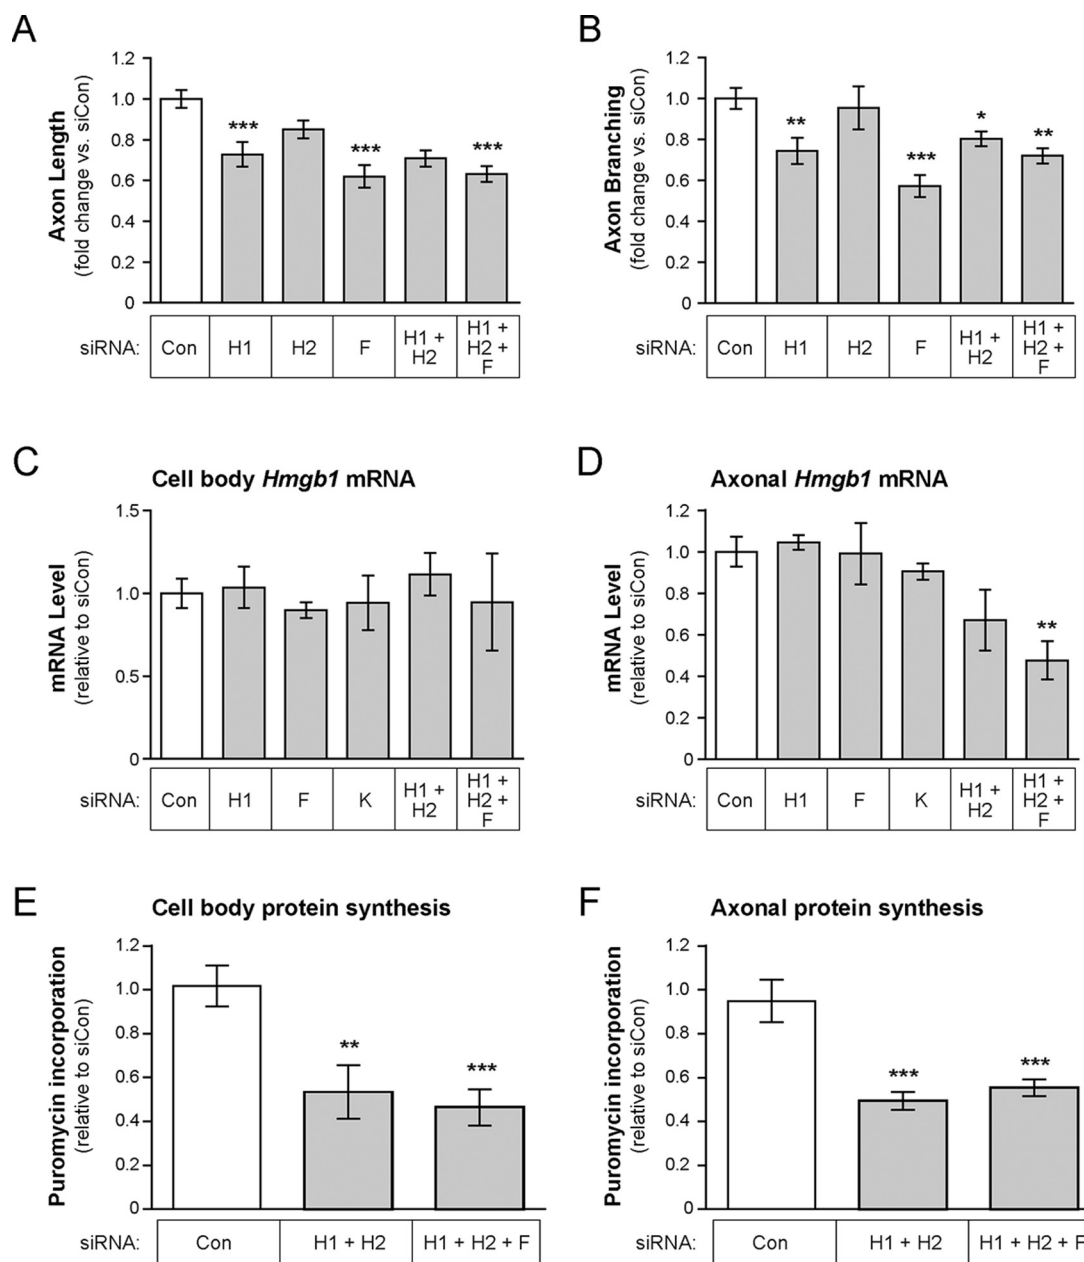 A
Axon Length
(fold change vs. siCon)
1.2
1.0
0.8
0.6
0.4
0.2
0
***
***
***
siRNA:
Con
H1
H2
F
H1 +
H2
H1 +
H2 +
F
B
Axon Branching
(fold change vs. siCon)
1.2
1.0
0.8
0.6
0.4
0.2
0
**
***
*
**
siRNA:
Con
H1
H2
F
H1 +
H2
H1 +
H2 +
F
C
Cell body Hmgb1 mRNA
mRNA Level
(relative to siCon)
1.5
1.0
0.5
0
siRNA:
Con
H1
F
K
H1 +
H2
H1 +
H2 +
F
D
Axonal Hmgb1 mRNA
mRNA Level
(relative to siCon)
1.2
1.0
0.8
0.6
0.4
0.2
0
**
siRNA:
Con
H1
F
K
H1 +
H2
H1 +
H2 +
F
E
Cell body protein synthesis
Puromycin incorporation
(relative to siCon)
1.2
1.0
0.8
0.6
0.4
0.2
0
**
***
siRNA:
Con
H1 + H2
H1 + H2 + F
F
Axonal protein synthesis
Puromycin incorporation
(relative to siCon)
1.2
1.0
0.8
0.6
0.4
0.2
0
***
***
siRNA:
Con
H1 + H2
H1 + H2 + F